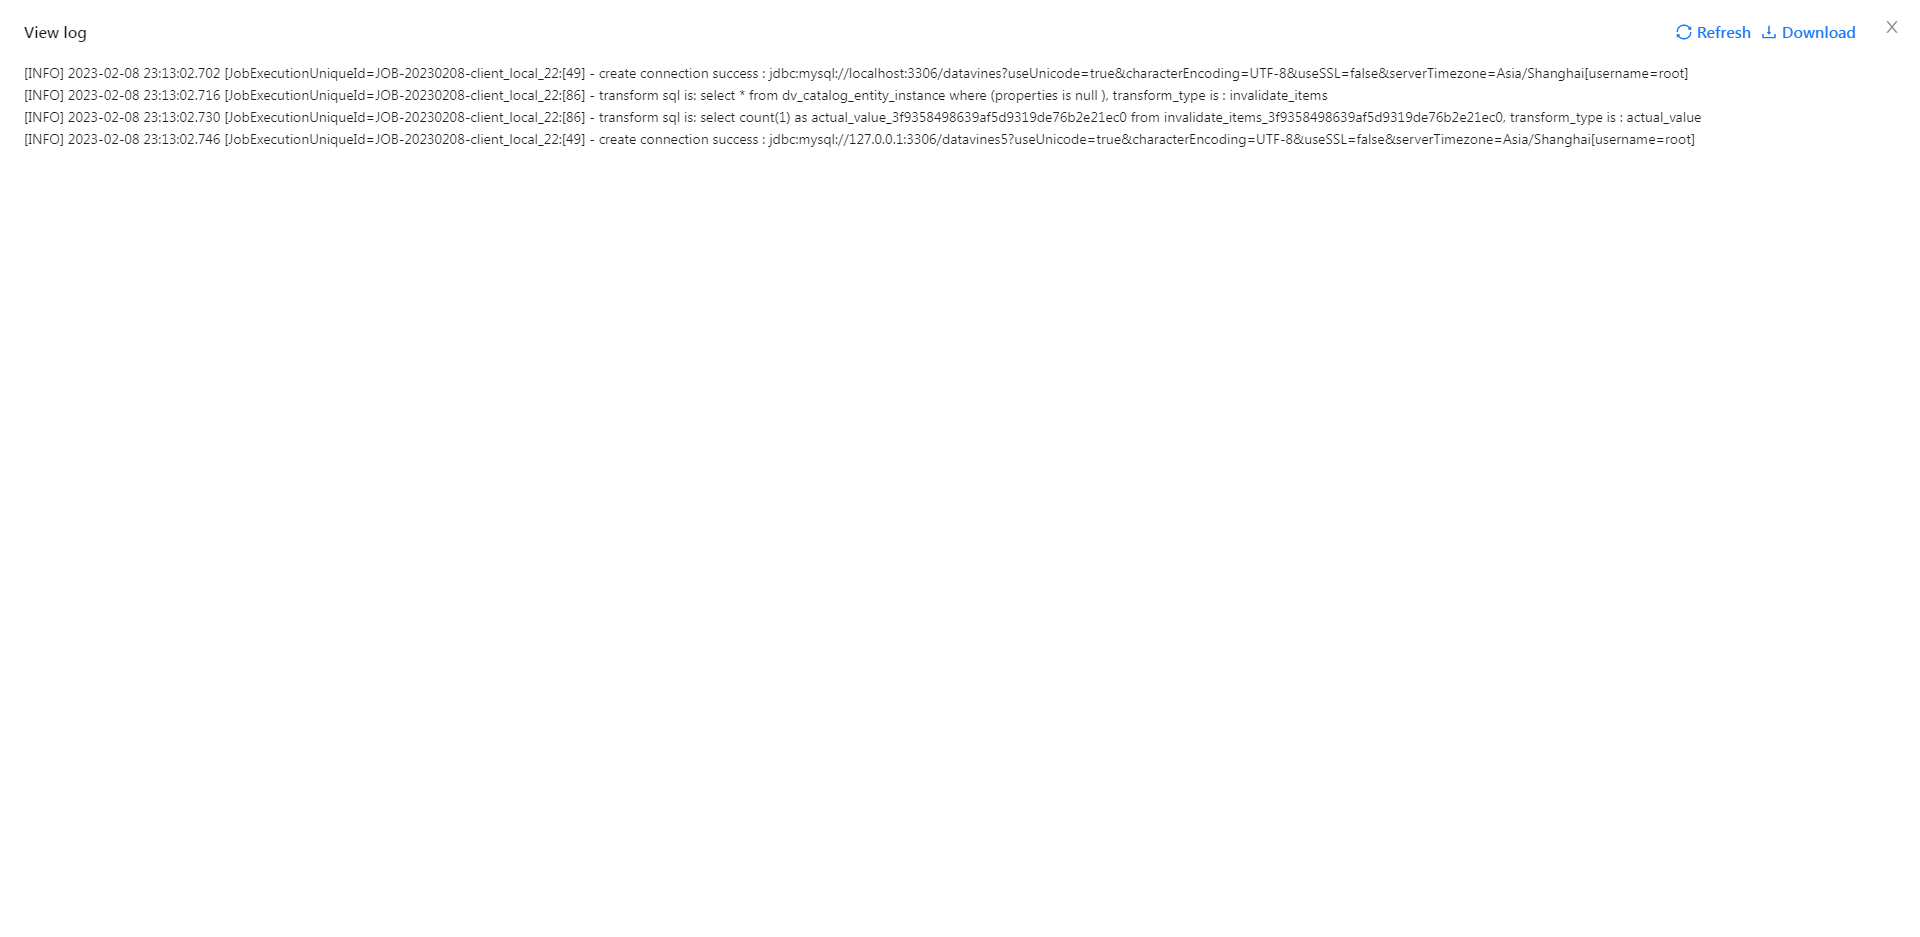 View log
Refresh Download
[INFO] 2023-02-08 23:13:02.702 [JobExecutionUniqueId=JOB-20230208-client_local_22:[49] - create connection success : jdbc:mysql://localhost:3306/datavines?useUnicode=true&characterEncoding=UTF-8&useSSL=false&serverTimezone=Asia/Shanghai[username=root]
[INFO] 2023-02-08 23:13:02.716 [JobExecutionUniqueId=JOB-20230208-client_local_22:[86] - transform sql is: select * from dv_catalog_entity_instance where (properties is null ), transform_type is : invalidate_items
[INFO] 2023-02-08 23:13:02.730 [JobExecutionUniqueId=JOB-20230208-client_local_22:[86] - transform sql is: select count(1) as actual_value_3f9358498639af5d9319de76b2e21ec0 from invalidate_items_3f9358498639af5d9319de76b2e21ec0, transform_type is : actual_value
[INFO] 2023-02-08 23:13:02.746 [JobExecutionUniqueId=JOB-20230208-client_local_22:[49] - create connection success : jdbc:mysql://127.0.0.1:3306/datavines5?useUnicode=true&characterEncoding=UTF-8&useSSL=false&serverTimezone=Asia/Shanghai[username=root]